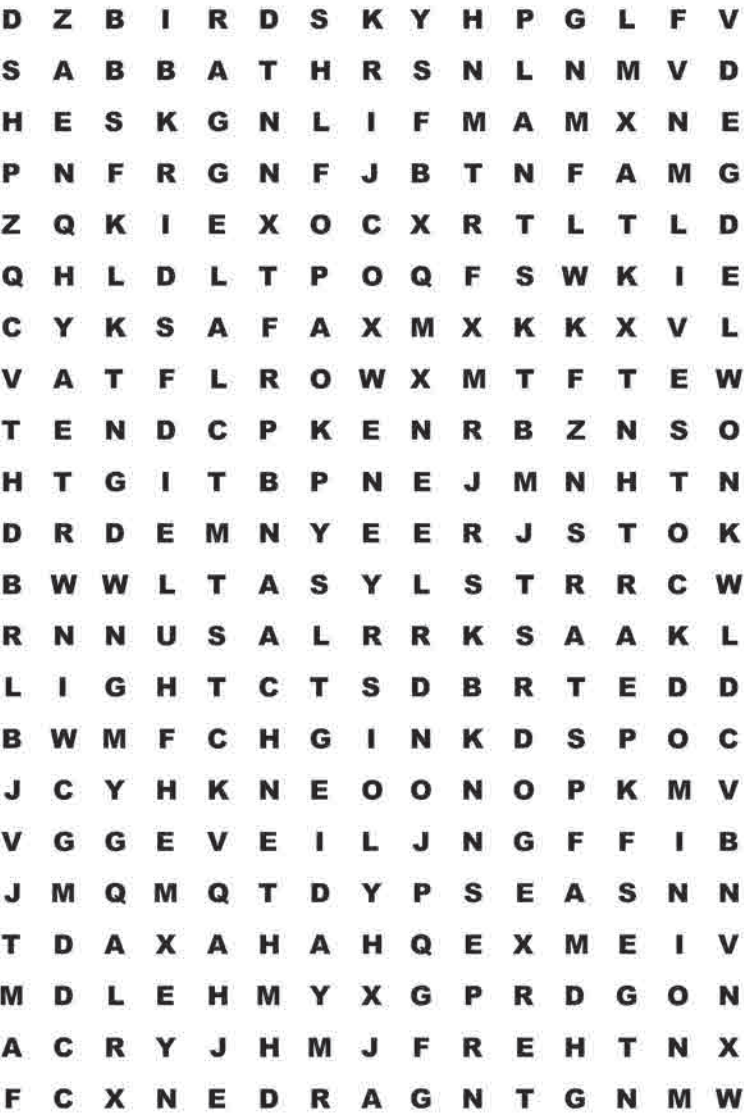 D Z B I R D S K Y H P G L F V
S A B B A T H R S N L N M V D
H E S K G N L I F M A M X N E
P N F R G N F J B T N F A M G
Z Q K I E X O C X R T L T L D
Q H L D L T P O Q F S W K I E
C Y K S A F A X M X K K X V L
V A T F L R O W X M T F T E W
T E N D C P K E N R B Z N S O
H T G I T B P N E J M N H T N
D R D E M N Y E E R J S T O K
B W W L T A S Y L S T R R C W
R N N U S A L R R K S A A K L
L I G H T C T S D B R T E D D
B W M F C H G I N K D S P O C
J C Y H K N E O O N O P K M V
V G G E V E I L J N G F F I B
J M Q M Q T D Y P S E A S N N
T D A X A H A H Q E X M E I V
M D L E H M Y X G P R D G O N
A C R Y J H M J F R E H T N X
F C X N E D R A G N T G N M W